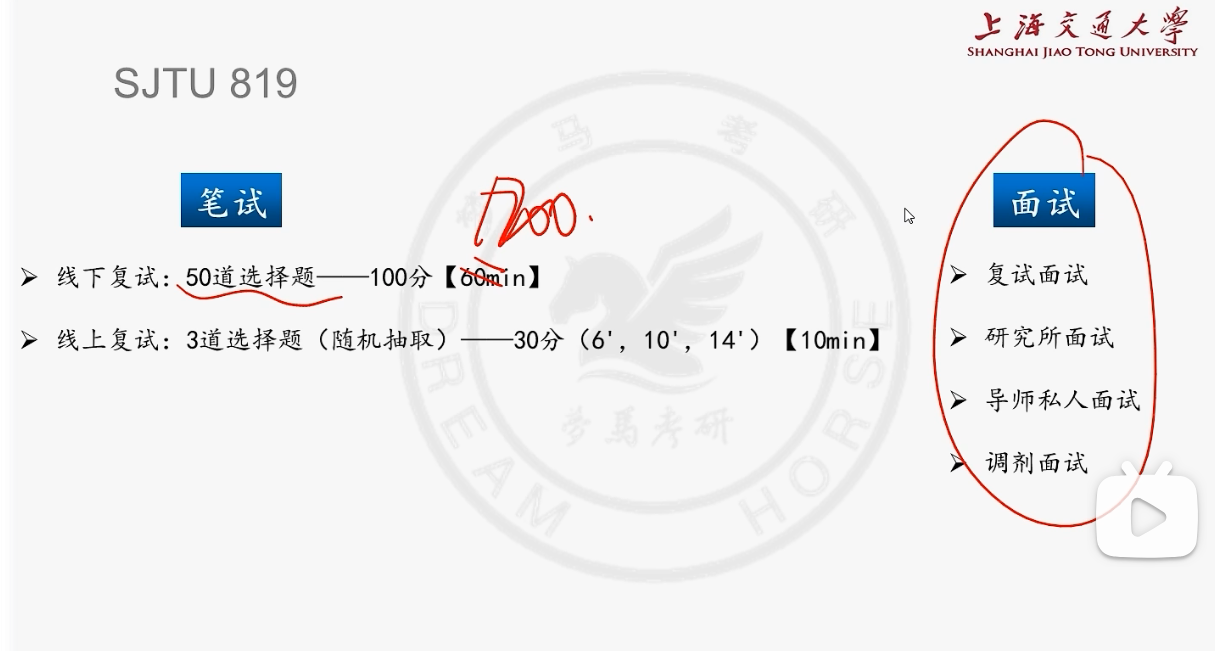 上海交通大学
SHANGHAI JIAO TONG UNIVERSITY
SJTU 819
笔试
面试
➢ 线下复试：50道选择题——100分【60min】
➢ 线上复试：3道选择题（随机抽取）——30分（6'，10'，14'）【10min】
➢ 复试面试
➢ 研究所面试
➢ 导师私人面试
➢ 调剂面试
梦马考研
梦马考研
DREAM HORSE